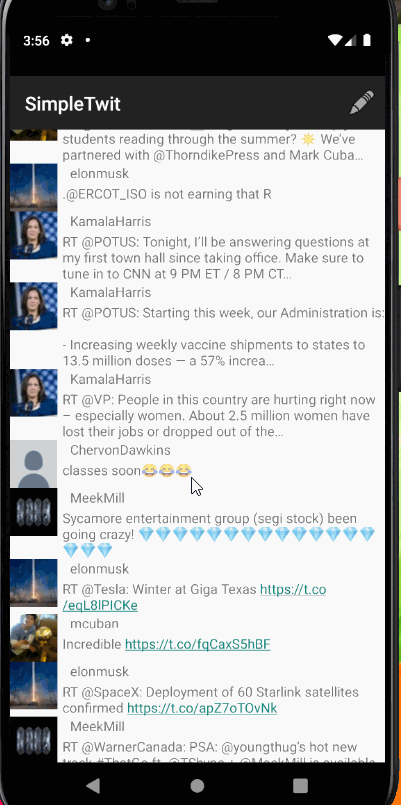 3:56
SimpleTwit
students reading through the summer? ☀️ We've
partnered with @ThorndikePress and Mark Cuba…
elonmusk
.@ERCOT_ISO is not earning that R
KamalaHarris
RT @POTUS: Tonight, I'll be answering questions at
my first town hall since taking office. Make sure to
tune in to CNN at 9 PM ET / 8 PM CT…
KamalaHarris
RT @POTUS: Starting this week, our Administration is:
- Increasing weekly vaccine shipments to states to
13.5 million doses — a 57% increa…
KamalaHarris
RT @VP: People in this country are hurting right now
– especially women. About 2.5 million women have
lost their jobs or dropped out of the…
ChervonDawkins
classes soon😂😂😂
MeekMill
Sycamore entertainment group (segi stock) been
going crazy! 💎💎💎💎💎💎💎💎💎💎💎💎💎💎
💎💎💎
elonmusk
RT @Tesla: Winter at Giga Texas https://t.co
/eqL8lPICKe
mcuban
Incredible https://t.co/fqCaxS5hBF
elonmusk
RT @SpaceX: Deployment of 60 Starlink satellites
confirmed https://t.co/apZ7oTOvNk
MeekMill
RT @WarnerCanada: PSA: @youngthug's hot new